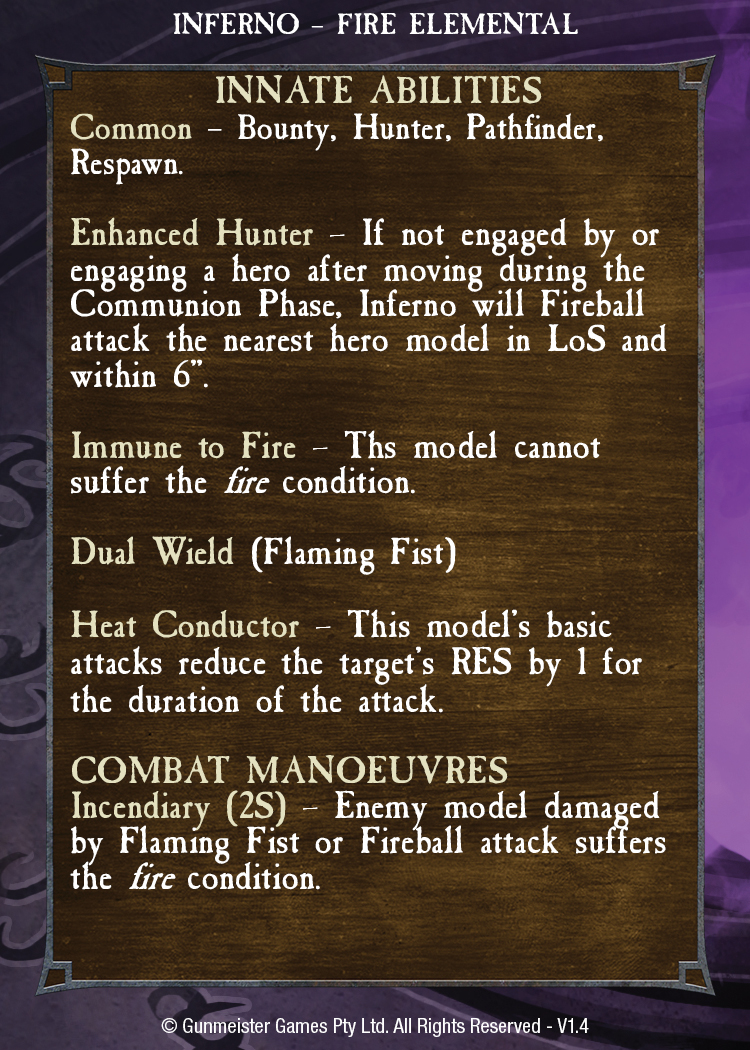 INFERNO – FIRE ELEMENTAL
INNATE ABILITIES
Common – Bounty, Hunter, Pathfinder,
Respawn.
Enhanced Hunter – If not engaged by or
engaging a hero after moving during the
Communion Phase, Inferno will Fireball
attack the nearest hero model in LoS and
within 6”.
Immune to Fire – Ths model cannot
suffer the fire condition.
Dual Wield (Flaming Fist)
Heat Conductor – This model’s basic
attacks reduce the target’s RES by 1 for
the duration of the attack.
COMBAT MANOEUVRES
Incendiary (2S) – Enemy model damaged
by Flaming Fist or Fireball attack suffers
the fire condition.
© Gunmeister Games Pty Ltd. All Rights Reserved - V1.4